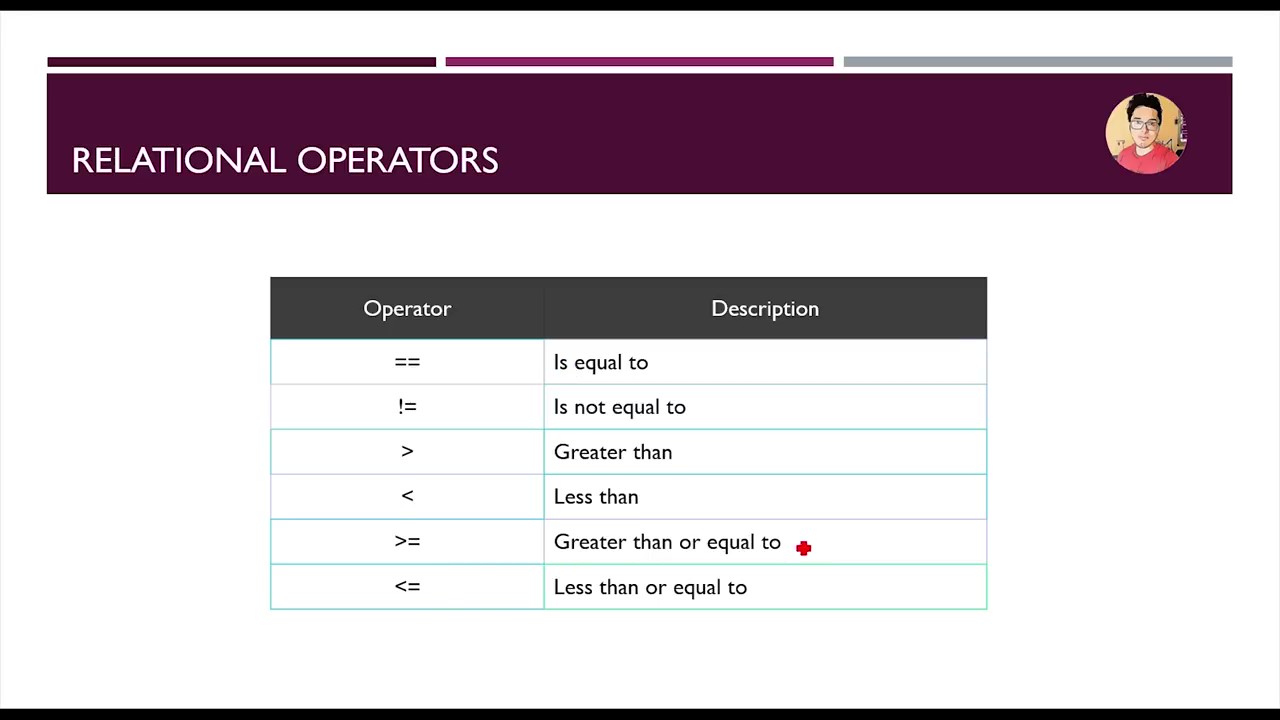 RELATIONAL OPERATORS
Operator Description
== Is equal to
!= Is not equal to
> Greater than
< Less than
>= Greater than or equal to
<= Less than or equal to